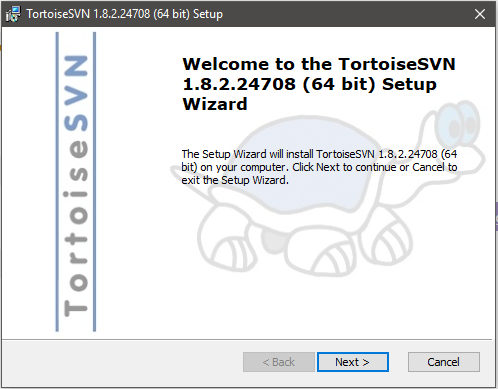 TortoiseSVN 1.8.2.24708 (64 bit) Setup
TortoiseSVN
Welcome to the TortoiseSVN
1.8.2.24708 (64 bit) Setup
Wizard
The Setup Wizard will install TortoiseSVN 1.8.2.24708 (64
bit) on your computer. Click Next to continue or Cancel to
exit the Setup Wizard.
< Back
Next >
Cancel